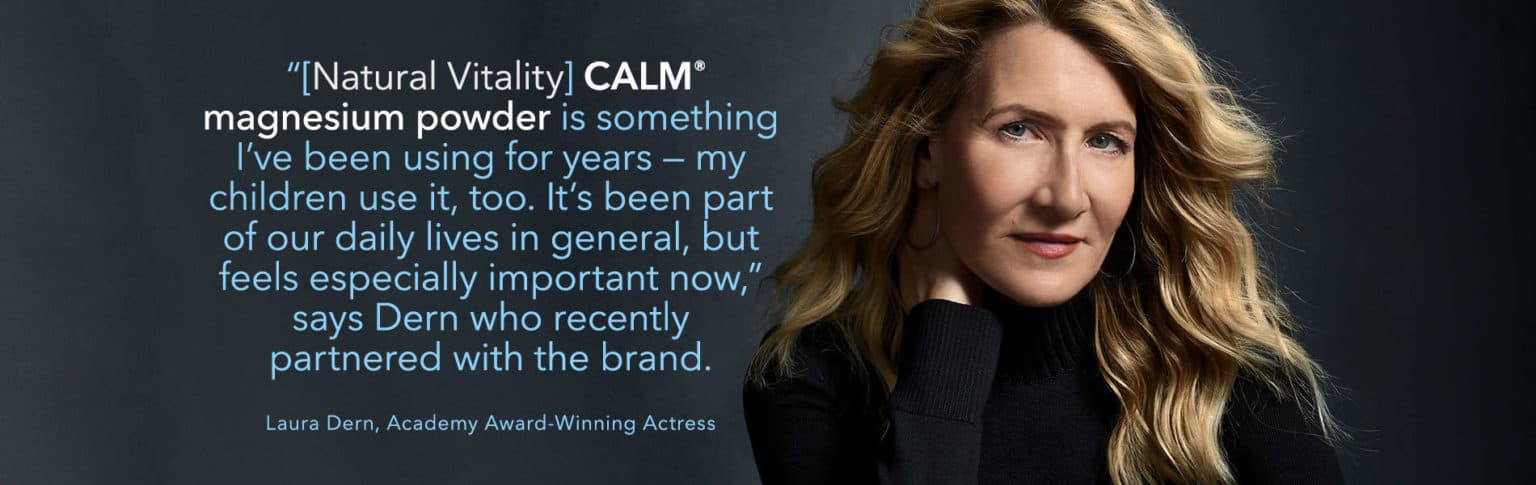 “[Natural Vitality] CALM®
magnesium powder is something
I’ve been using for years – my
children use it, too. It’s been part
of our daily lives in general, but
feels especially important now,”
says Dern who recently
partnered with the brand.
Laura Dern, Academy Award-Winning Actress